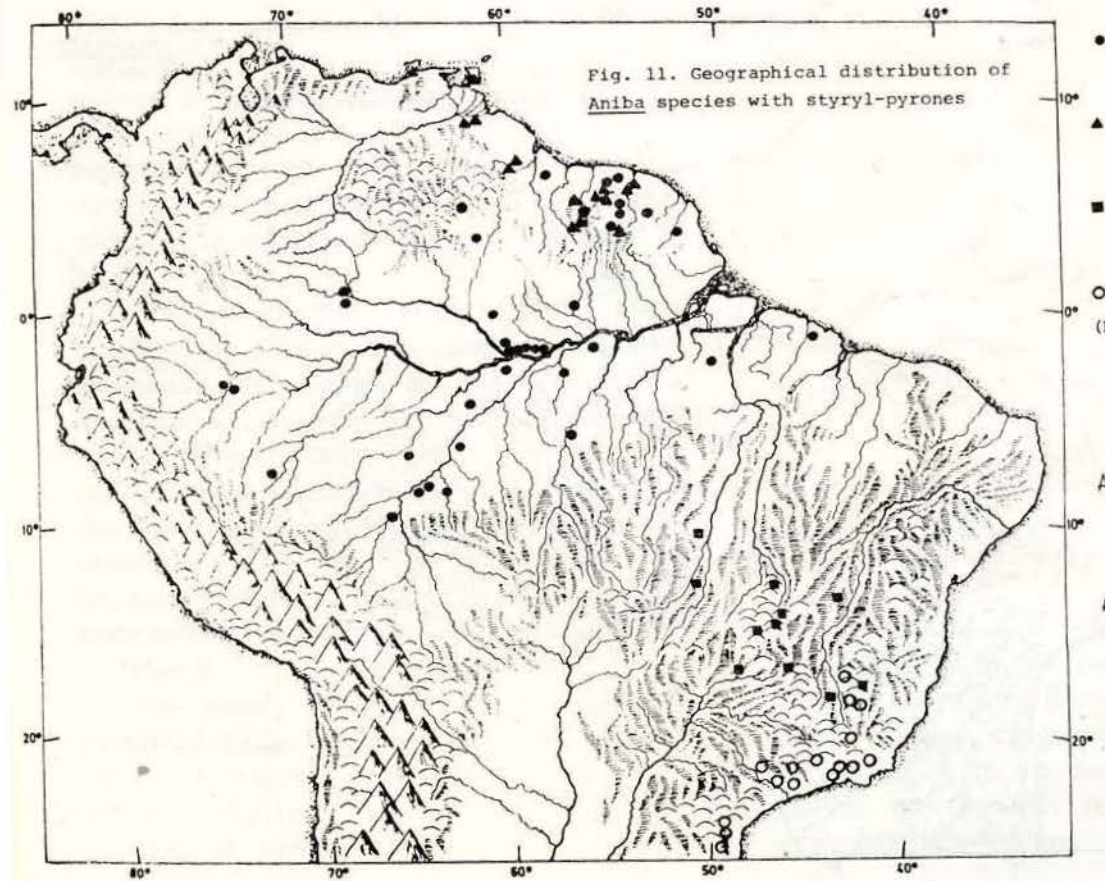 80° 70° 60° 50° 40°
Fig. 11. Geographical distribution of
Aniba species with styryl-pyrones
10° 10°
0° 0°
10° 10°
20° 20°
80° 70° 60° 50° 40°